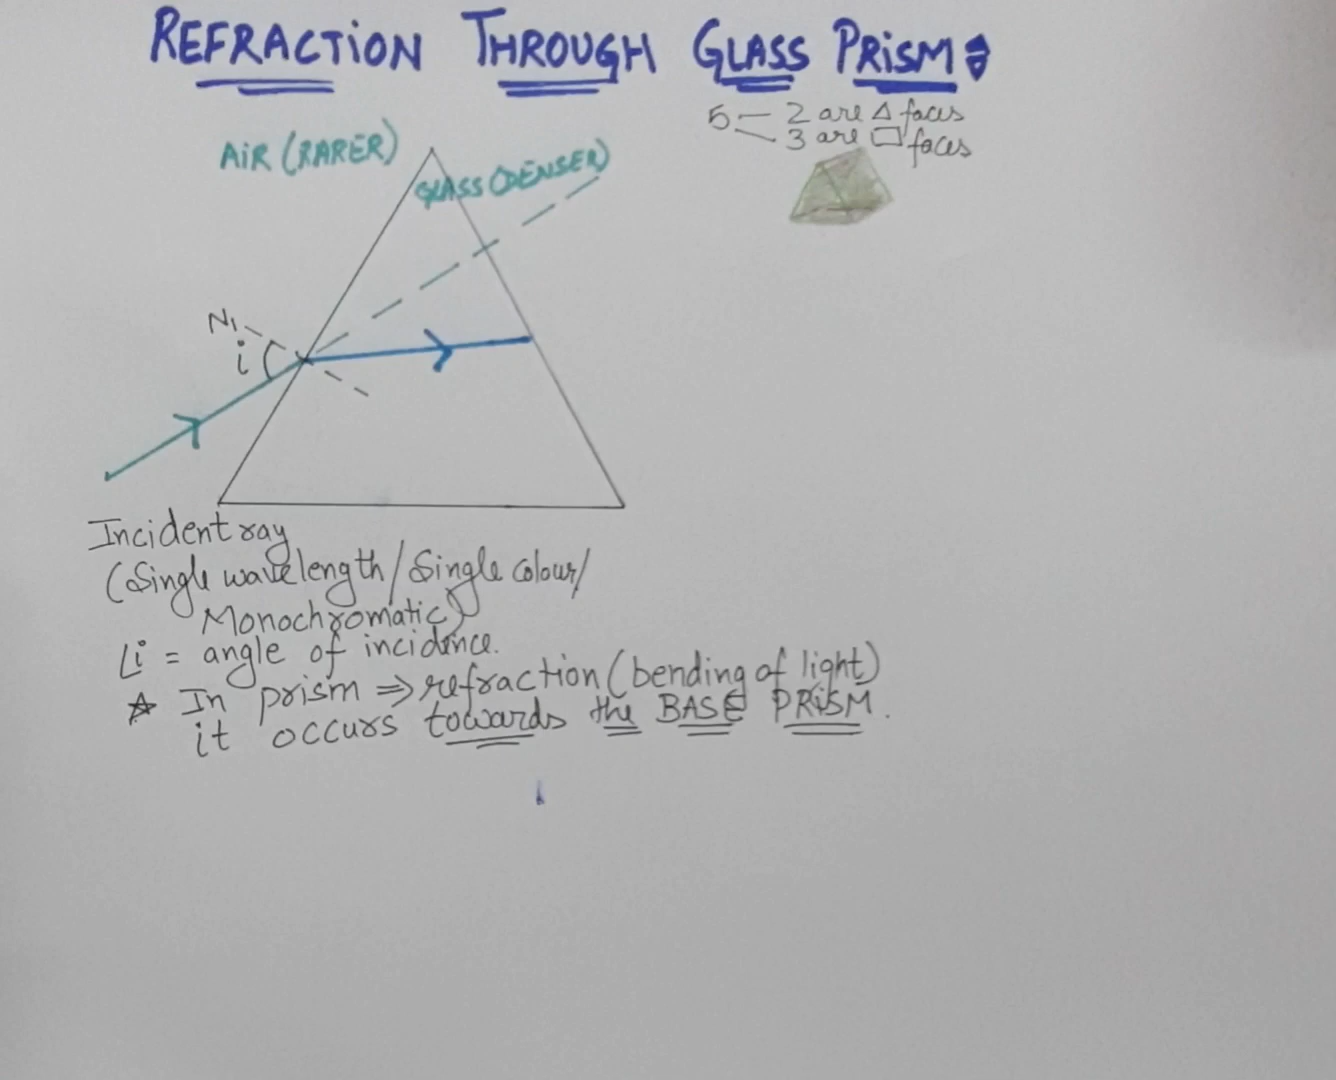 REFRACTION THROUGH GLASS PRISM:
5 2 are △ faces
3 are □ faces
AIR (RARER)
GLASS (DENSER)
N1
i
Incident ray
(Single wavelength/Single colour/
Monochromatic)
∠i = angle of incidence.
☆ In prism ⇒ refraction (bending of light)
it occurs towards the BASE PRISM.